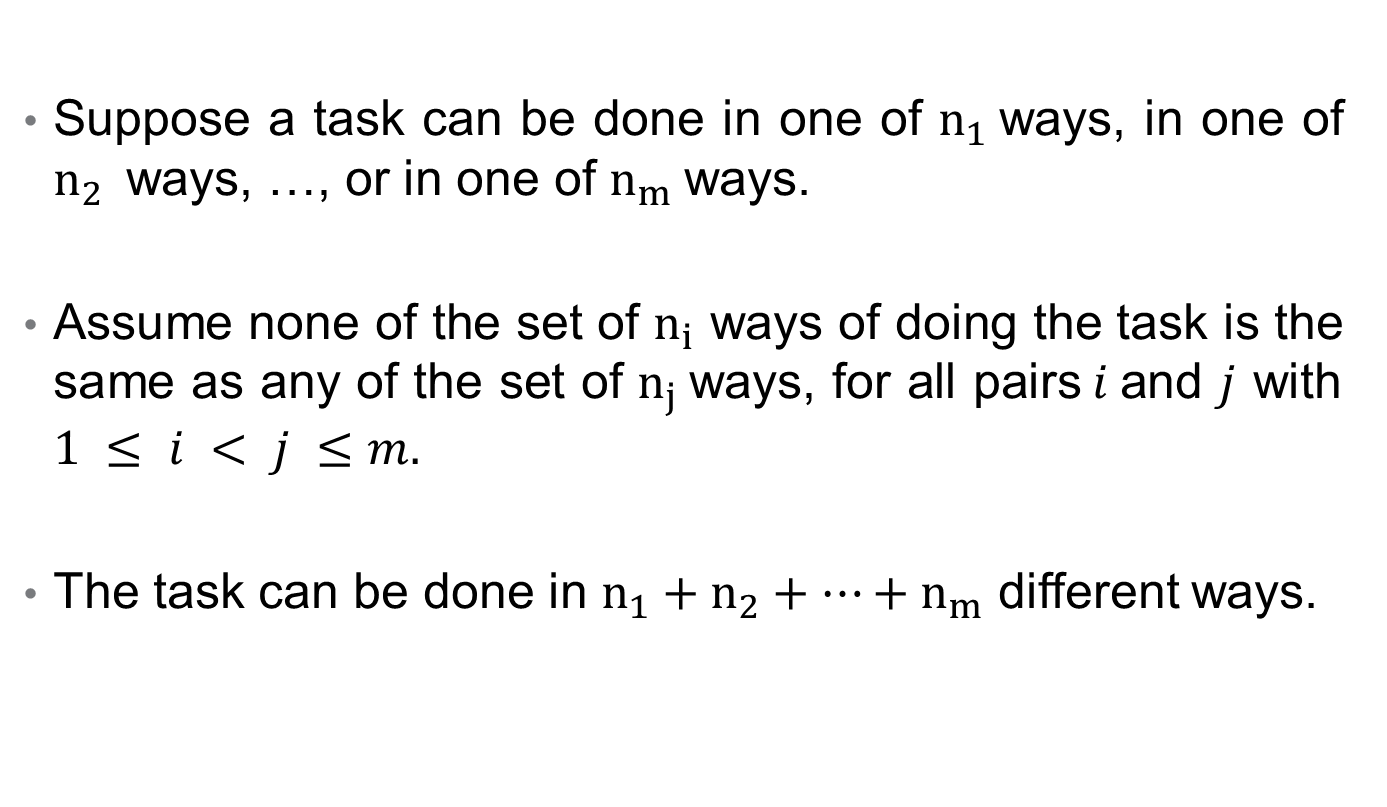 • Suppose a task can be done in one of n₁ ways, in one of
n₂ ways, …, or in one of nₘ ways.
• Assume none of the set of nᵢ ways of doing the task is the
same as any of the set of nⱼ ways, for all pairs i and j with
1 ≤ i < j ≤ m.
• The task can be done in n₁ + n₂ + ⋯ + nₘ different ways.